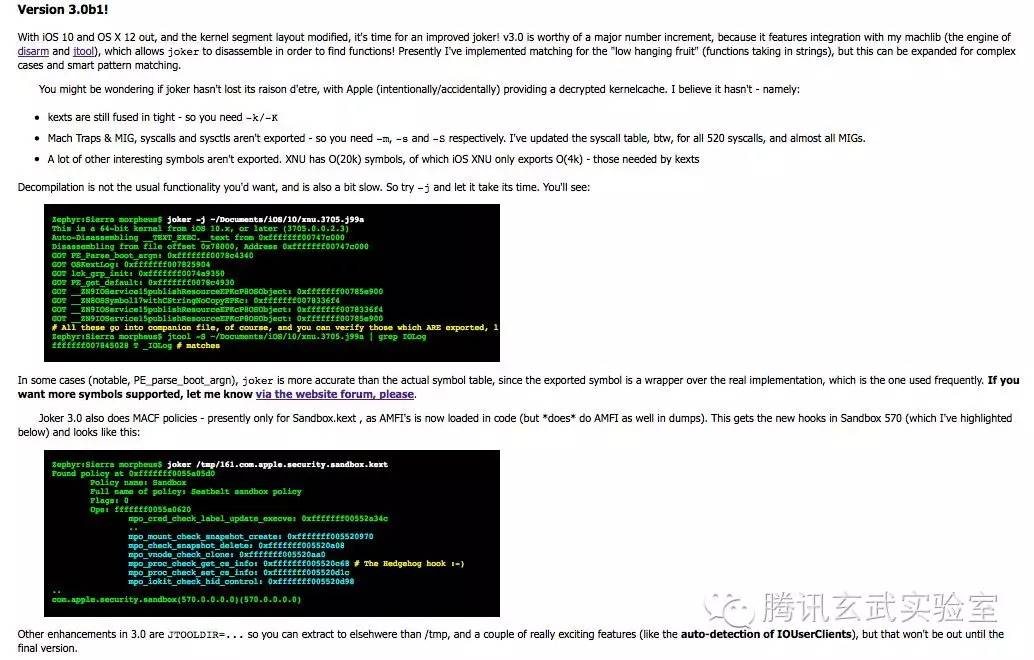 Version 3.0b1!
With iOS 10 and OS X 12 out, and the kernel segment layout modified, it's time for an improved joker! v3.0 is worthy of a major number increment, because it features integration with my machlib (the engine of
disarm and jtool), which allows joker to disassemble in order to find functions! Presently I've implemented matching for the "low hanging fruit" (functions taking in strings), but this can be expanded for complex
cases and smart pattern matching.
You might be wondering if joker hasn't lost its raison d'etre, with Apple (intentionally/accidentally) providing a decrypted kernelcache. I believe it hasn't - namely:
• kexts are still fused in tight - so you need -k/-K
• Mach Traps & MIG, syscalls and sysctls aren't exported - so you need -m, -s and -S respectively. I've updated the syscall table, btw, for all 520 syscalls, and almost all MIGs.
• A lot of other interesting symbols aren't exported. XNU has O(20k) symbols, of which iOS XNU only exports O(4k) - those needed by kexts
Decompilation is not the usual functionality you'd want, and is also a bit slow. So try -j and let it take its time. You'll see:
Zephyr:Sierra morpheus$ joker -j ~/Documents/iOS/10/xnu.3705.j99a
This is a 64-bit kernel from iOS 10.x, or later (3705.0.0.2.3)
Auto-Disassembling __TEXT_EXEC.__text from 0xfffffff00747c000
Disassembling from file offset 0x78000, Address 0xfffffff00747c000
GOT PE_Parse_boot_argn: 0xfffffff0078c4340
GOT OSKextLog: 0xfffffff007825904
GOT lck_grp_init: 0xfffffff0074a9350
GOT PE_get_default: 0xfffffff0078c4930
GOT __ZN9IOService15publishResourceEPKcP8OSObject: 0xfffffff00785e900
GOT __ZN8OSSymbol17withCStringNoCopyEPKc: 0xfffffff0078336f4
GOT __ZN9IOService15publishResourceEPKcP8OSObject: 0xfffffff0078336f4
GOT __ZN9IOService15publishResourceEPKcP8OSObject: 0xfffffff00785e900
# All these go into companion file, of course, and you can verify those which ARE exported, l
Zephyr:Sierra morpheus$ jtool -S ~/Documents/iOS/10/xnu.3705.j99a | grep IOLog
fffffff007845028 T _IOLog # matches
In some cases (notable, PE_parse_boot_argn), joker is more accurate than the actual symbol table, since the exported symbol is a wrapper over the real implementation, which is the one used frequently. If you
want more symbols supported, let me know via the website forum, please.
Joker 3.0 also does MACF policies - presently only for Sandbox.kext , as AMFI's is now loaded in code (but *does* do AMFI as well in dumps). This gets the new hooks in Sandbox 570 (which I've highlighted
below) and looks like this:
Zephyr:Sierra morpheus$ joker /tmp/161.com.apple.security.sandbox.kext
Found policy at 0xfffffff0055a05d0
Policy name: Sandbox
Full name of policy: Seatbelt sandbox policy
Flags: 0
Ops: fffffff0055a0620
mpo_cred_check_label_update_execve: 0xfffffff00552a34c
..
mpo_mount_check_snapshot_create: 0xfffffff005520970
mpo_check_snapshot_delete: 0xfffffff005520a08
mpo_vnode_check_clone: 0xfffffff005520aa0
mpo_proc_check_get_cs_info: 0xfffffff005520c68 # The Hedgehog hook :-)
mpo_proc_check_set_cs_info: 0xfffffff005520d1c
mpo_iokit_check_hid_control: 0xfffffff005520d98
..
com.apple.security.sandbox(570.0.0.0.0)(570.0.0.0.0)
腾讯玄武实验室
Other enhancements in 3.0 are JTOOLDIR=... so you can extract to elsehwere than /tmp, and a couple of really exciting features (like the auto-detection of IOUserClients), but that won't be out until the
final version.